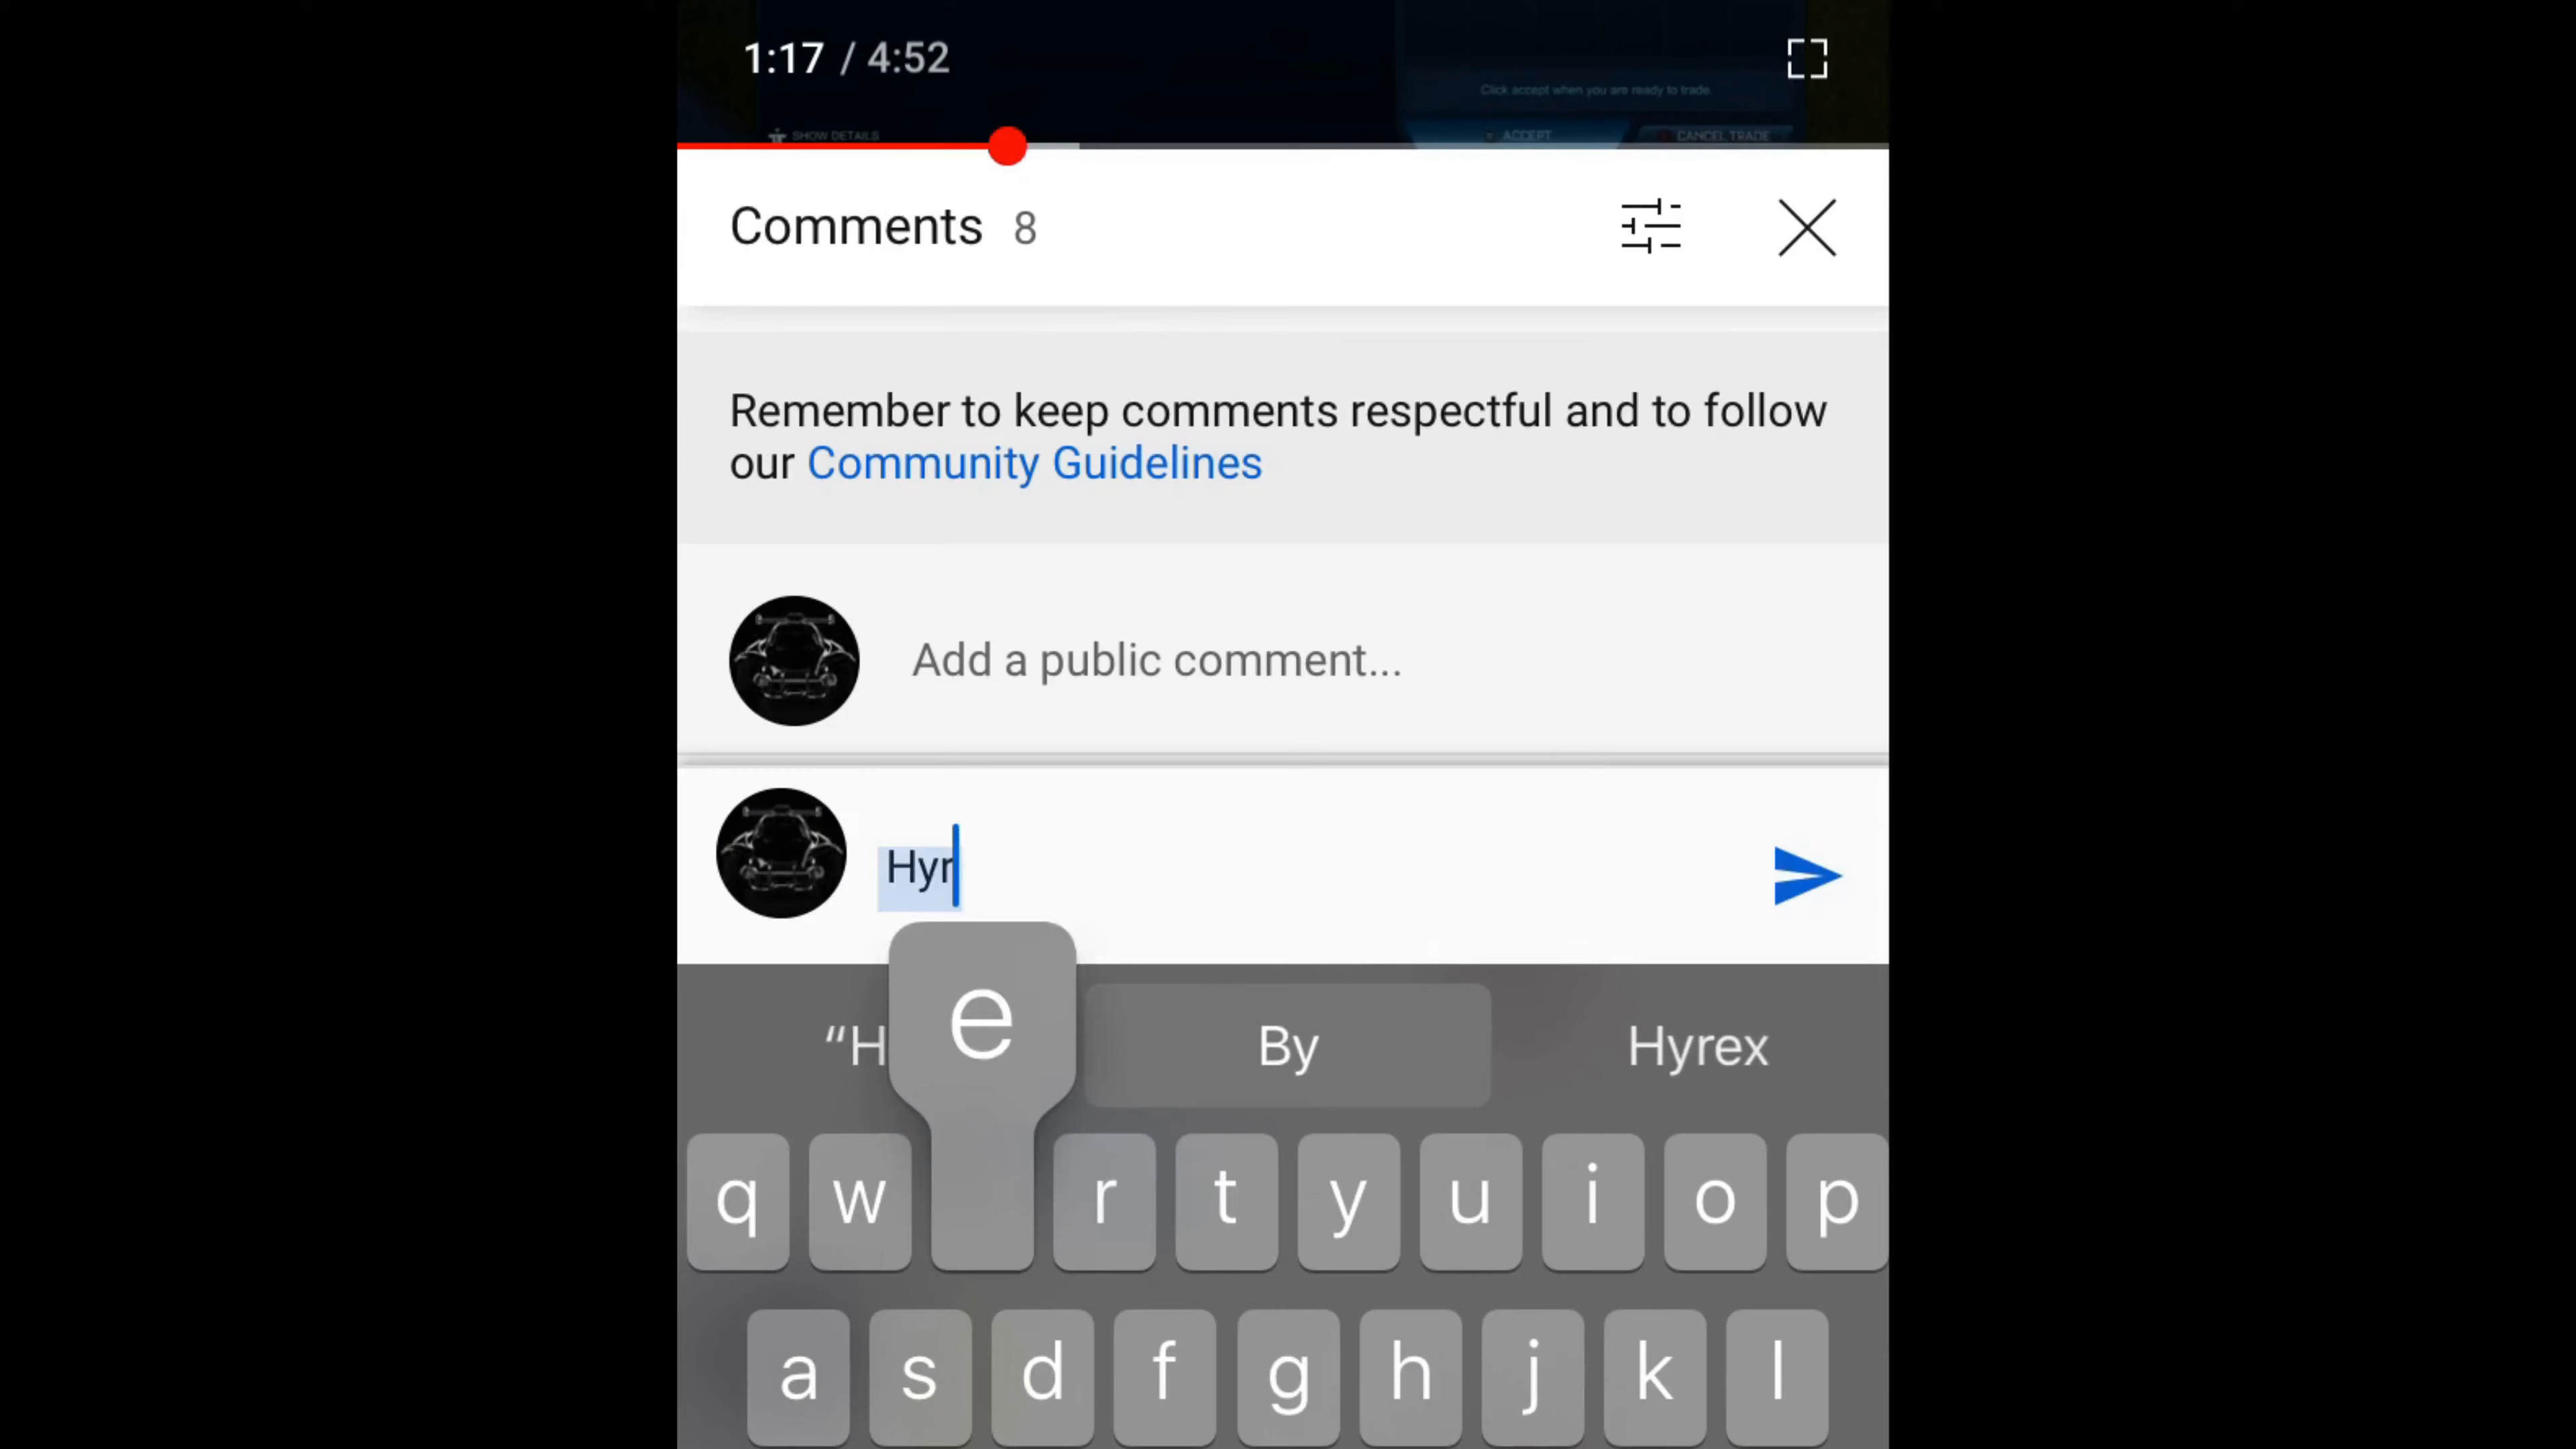 1:17 / 4:52
Click accept when you are ready to trade.
SHOW DETAILS
ACCEPT
CANCEL TRADE
Comments 8
Remember to keep comments respectful and to follow
our Community Guidelines
Add a public comment...
Hyr
“H
e
By
Hyrex
q w r t y u i o p
a s d f g h j k l